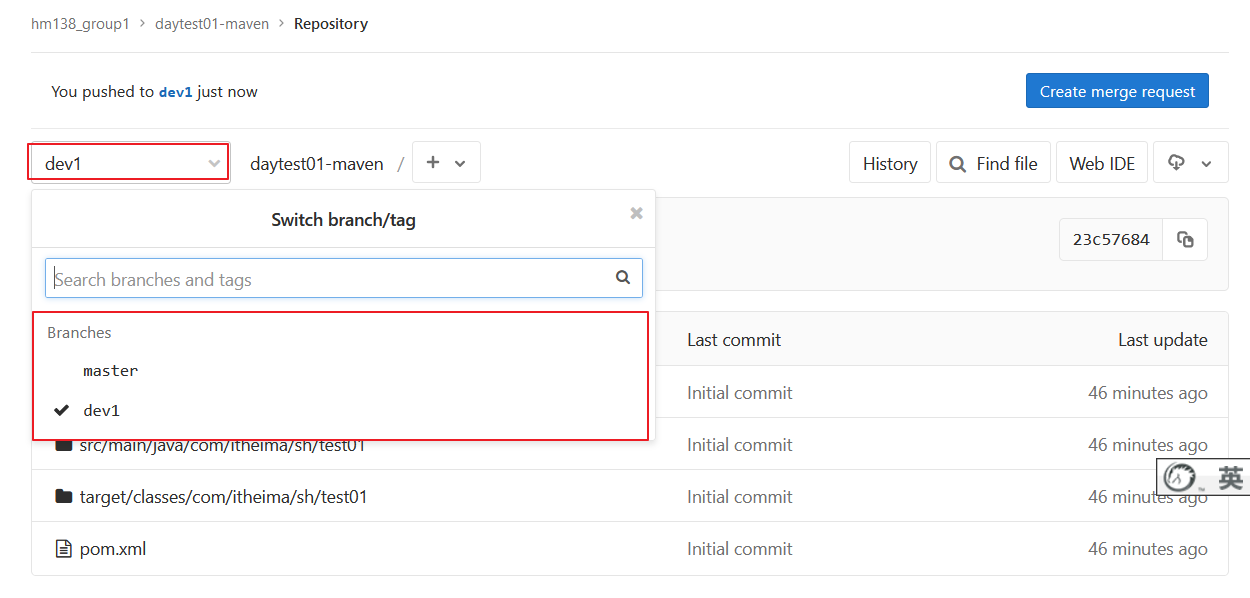 hm138_group1 > daytest01-maven > Repository
You pushed to dev1 just now
Create merge request
dev1
daytest01-maven /
History
Find file
Web IDE
Switch branch/tag
23c57684
Search branches and tags
Branches
master
dev1
Last commit
Last update
Initial commit
46 minutes ago
src/main/java/com/itheima/sh/test01
Initial commit
46 minutes ago
target/classes/com/itheima/sh/test01
Initial commit
46 minutes ago
pom.xml
Initial commit
46 minutes ago
英